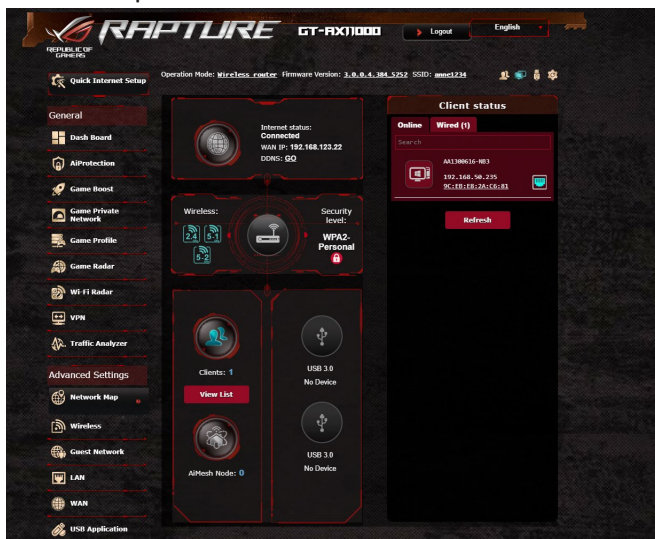 REPUBLIC OF
GAMERS
RAPTURE GT-AX11000
Logout
English
Quick Internet Setup
Operation Mode: Wireless router Firmware Version: 3.0.0.4.384_5252 SSID: anne1234
General
Dash Board
AiProtection
Game Boost
Game Private
Network
Game Profile
Game Radar
Wi-Fi Radar
VPN
Traffic Analyzer
Advanced Settings
Network Map
Wireless
Guest Network
LAN
WAN
USB Application
Internet status:
Connected
WAN IP: 192.168.123.22
DDNS: GO
Wireless:
2.4 5-1
5-2
Security
level:
WPA2-
Personal
Clients: 1
View List
AiMesh Node: 0
USB 3.0
No Device
USB 3.0
No Device
Client status
Online Wired (1)
Search
AA1300616-NB3
192.168.50.235
9C:EB:E8:2A:C6:81
Refresh